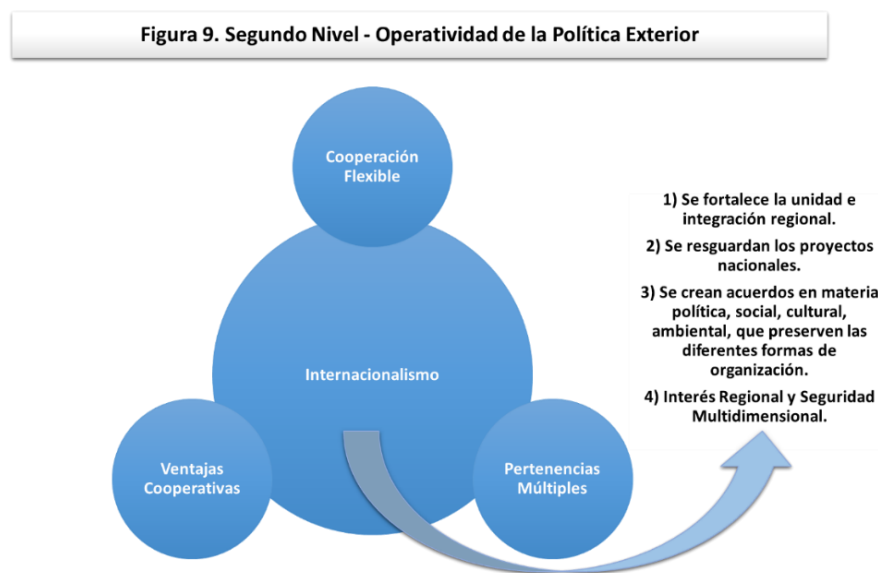 Figura 9. Segundo Nivel - Operatividad de la Política Exterior
Cooperación
Flexible
Internacionalismo
Ventajas
Cooperativas
Pertenencias
Múltiples
1) Se fortalece la unidad e
integración regional.
2) Se resguardan los proyectos
nacionales.
3) Se crean acuerdos en materia
política, social, cultural,
ambiental, que preserven las
diferentes formas de
organización.
4) Interés Regional y Seguridad
Multidimensional.